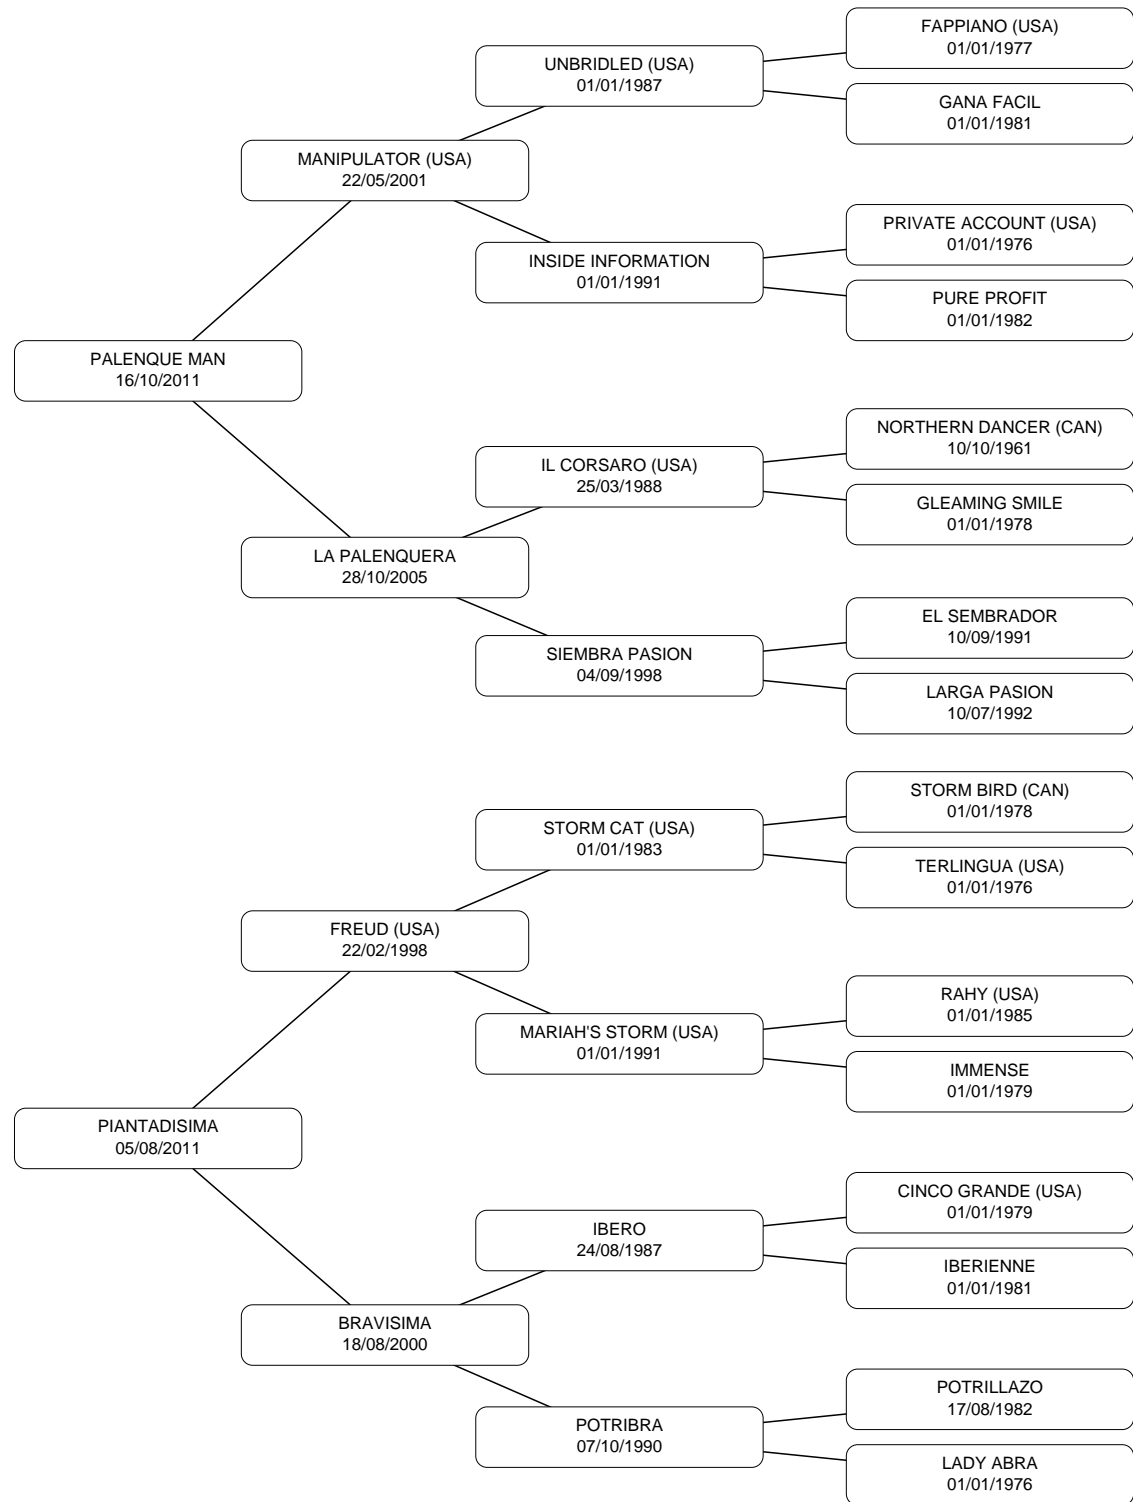 FAPPIANO (USA)
01/01/1977
UNBRIDLED (USA)
01/01/1987
GANA FACIL
01/01/1981
MANIPULATOR (USA)
22/05/2001
PRIVATE ACCOUNT (USA)
01/01/1976
INSIDE INFORMATION
01/01/1991
PURE PROFIT
01/01/1982
PALENQUE MAN
16/10/2011
NORTHERN DANCER (CAN)
10/10/1961
IL CORSARO (USA)
25/03/1988
GLEAMING SMILE
01/01/1978
LA PALENQUERA
28/10/2005
EL SEMBRADOR
10/09/1991
SIEMBRA PASION
04/09/1998
LARGA PASION
10/07/1992
STORM BIRD (CAN)
01/01/1978
STORM CAT (USA)
01/01/1983
TERLINGUA (USA)
01/01/1976
FREUD (USA)
22/02/1998
RAHY (USA)
01/01/1985
MARIAH'S STORM (USA)
01/01/1991
IMMENSE
01/01/1979
PIANTADISIMA
05/08/2011
CINCO GRANDE (USA)
01/01/1979
IBERO
24/08/1987
IBERIENNE
01/01/1981
BRAVISIMA
18/08/2000
POTRILLAZO
17/08/1982
POTRIBRA
07/10/1990
LADY ABRA
01/01/1976